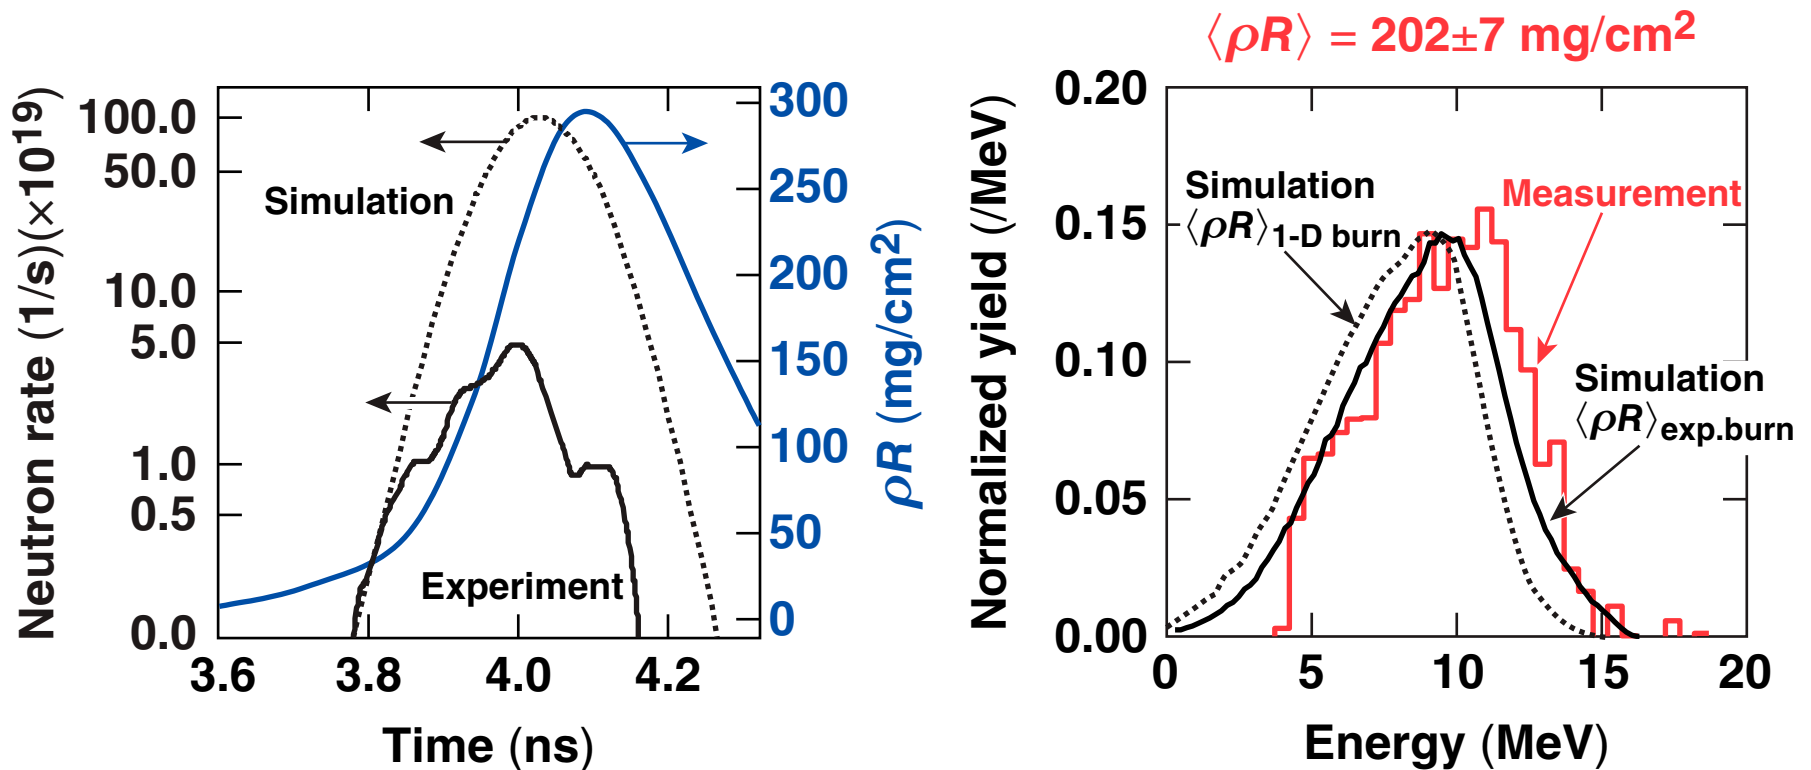 ⟨ρR⟩ = 202±7 mg/cm²
Neutron rate (1/s)(×10¹⁹)
100.0
50.0
10.0
5.0
1.0
0.5
0.0
Simulation
Experiment
300
250
200
150
100
50
0
ρR (mg/cm²)
3.6
3.8
4.0
4.2
Time (ns)
Normalized yield (/MeV)
0.20
0.15
0.10
0.05
0.00
Simulation
⟨ρR⟩1-D burn
Measurement
Simulation
⟨ρR⟩exp.burn
0
5
10
15
20
Energy (MeV)